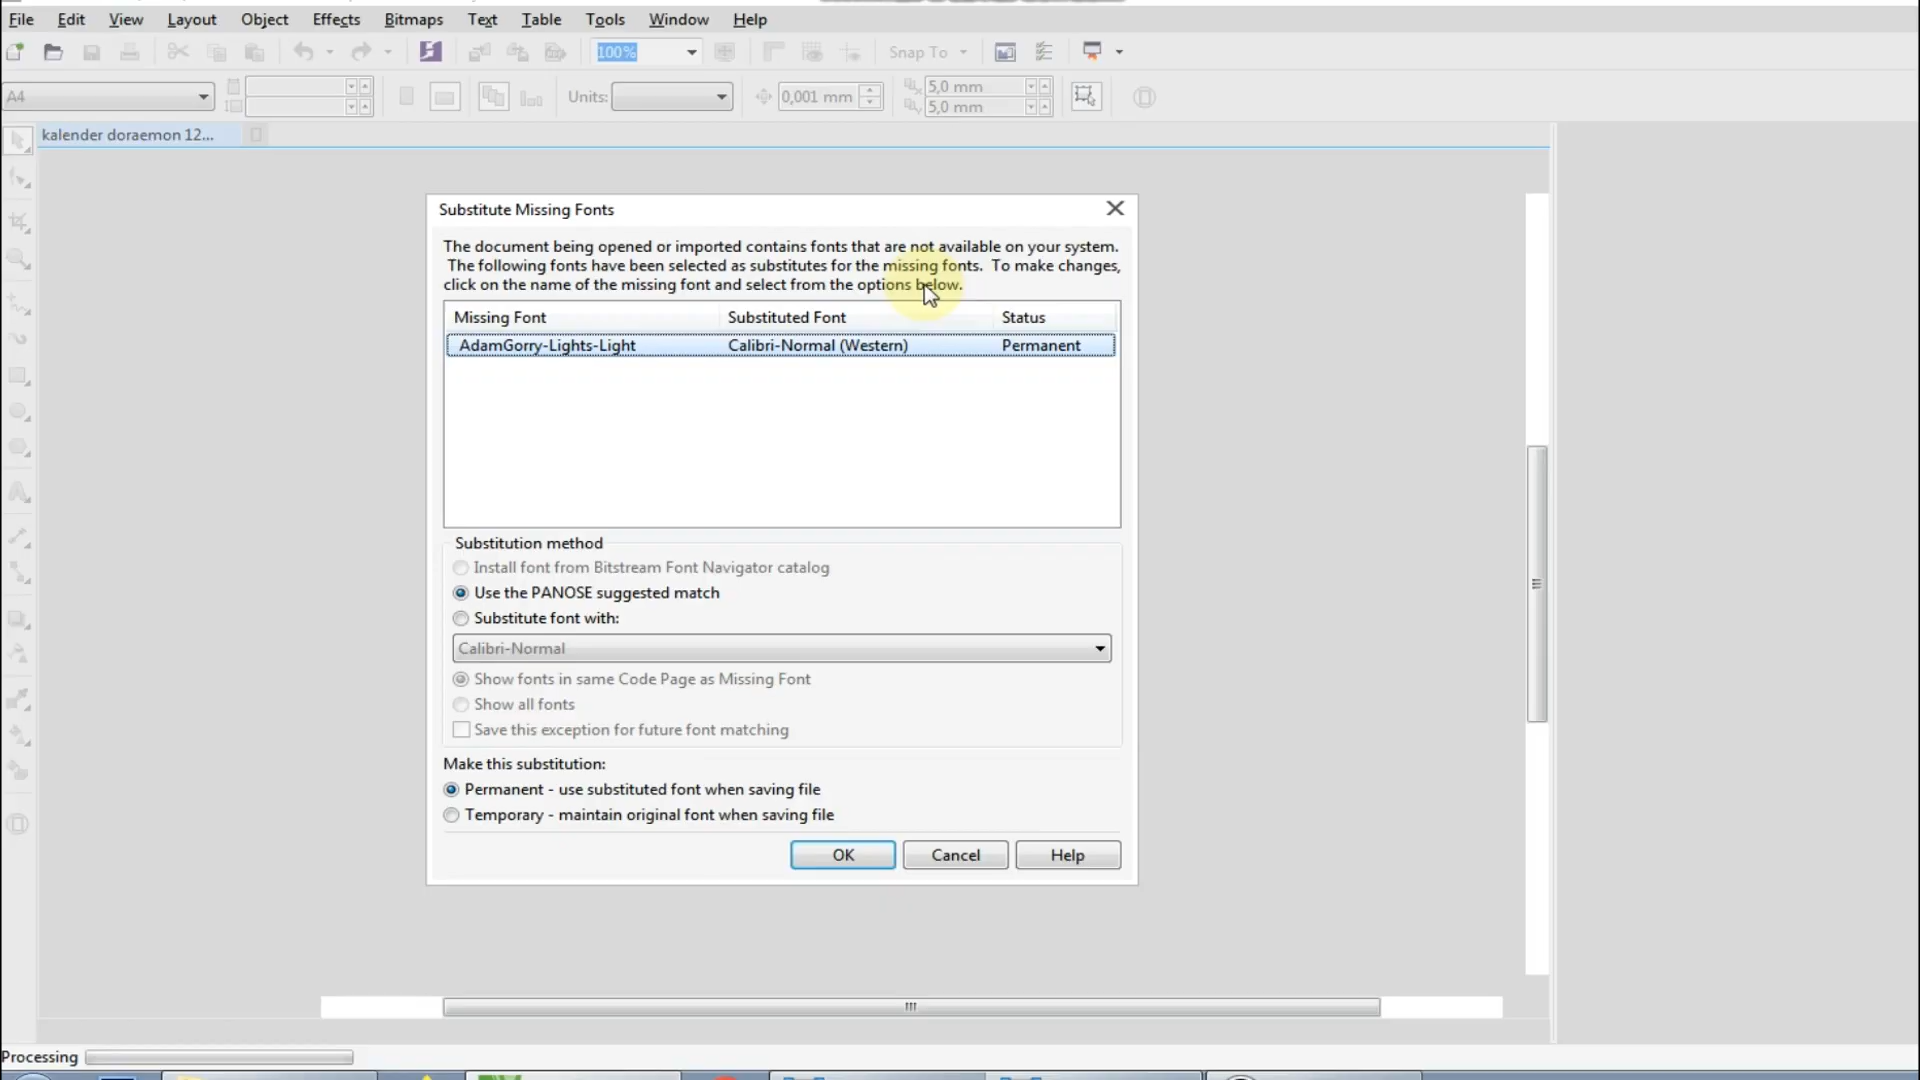 File Edit View Layout Object Effects Bitmaps Text Table Tools Window Help
100% Snap To
A4 Units: 0,001 mm 5,0 mm
5,0 mm
kalender doraemon 12...
Substitute Missing Fonts
The document being opened or imported contains fonts that are not available on your system.
The following fonts have been selected as substitutes for the missing fonts. To make changes,
click on the name of the missing font and select from the options below.
Missing Font Substituted Font Status
AdamGorry-Lights-Light Calibri-Normal (Western) Permanent
Substitution method
Install font from Bitstream Font Navigator catalog
Use the PANOSE suggested match
Substitute font with:
Calibri-Normal
Show fonts in same Code Page as Missing Font
Show all fonts
Save this exception for future font matching
Make this substitution:
Permanent - use substituted font when saving file
Temporary - maintain original font when saving file
OK Cancel Help
Processing